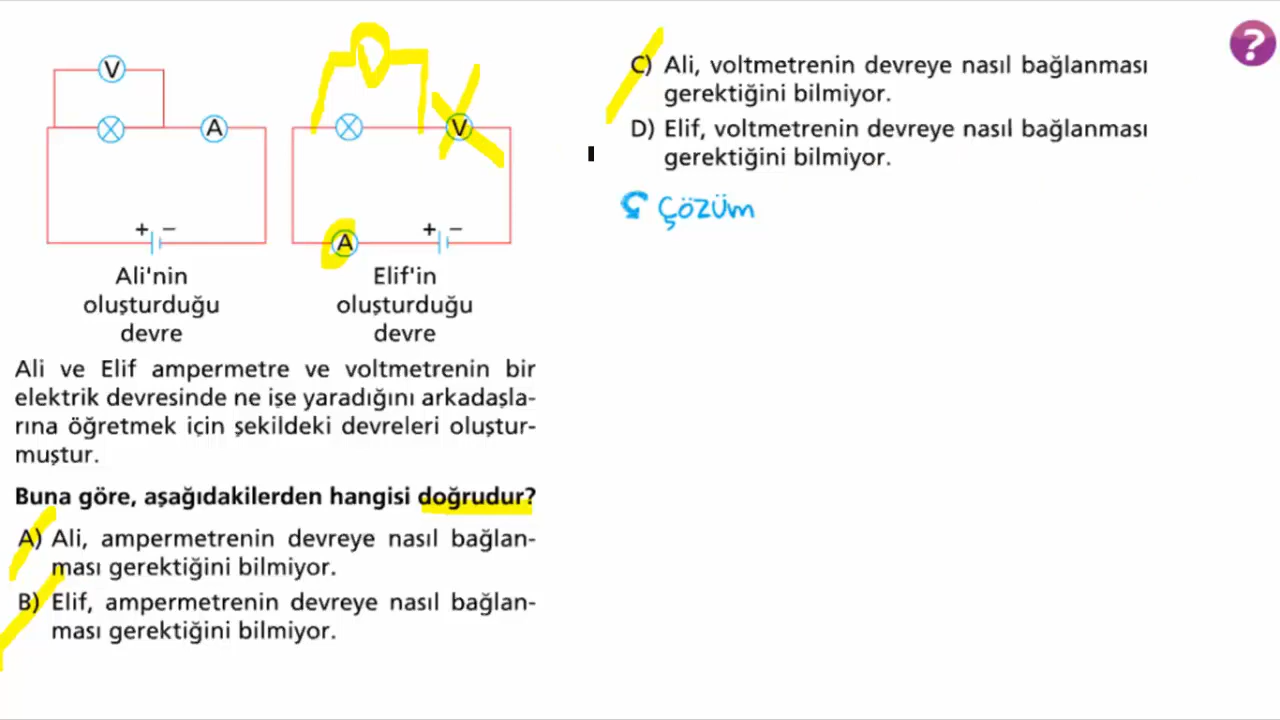 V
A
+ −
Ali'nin
oluşturduğu
devre
V
A
+ −
Elif'in
oluşturduğu
devre
Ali ve Elif ampermetre ve voltmetrenin bir
elektrik devresinde ne işe yaradığını arkadaşla-
rına öğretmek için şekildeki devreleri oluştur-
muştur.
Buna göre, aşağıdakilerden hangisi doğrudur?
A) Ali, ampermetrenin devreye nasıl bağlan-
ması gerektiğini bilmiyor.
B) Elif, ampermetrenin devreye nasıl bağlan-
ması gerektiğini bilmiyor.
C) Ali, voltmetrenin devreye nasıl bağlanması
gerektiğini bilmiyor.
D) Elif, voltmetrenin devreye nasıl bağlanması
gerektiğini bilmiyor.
Çözüm
?